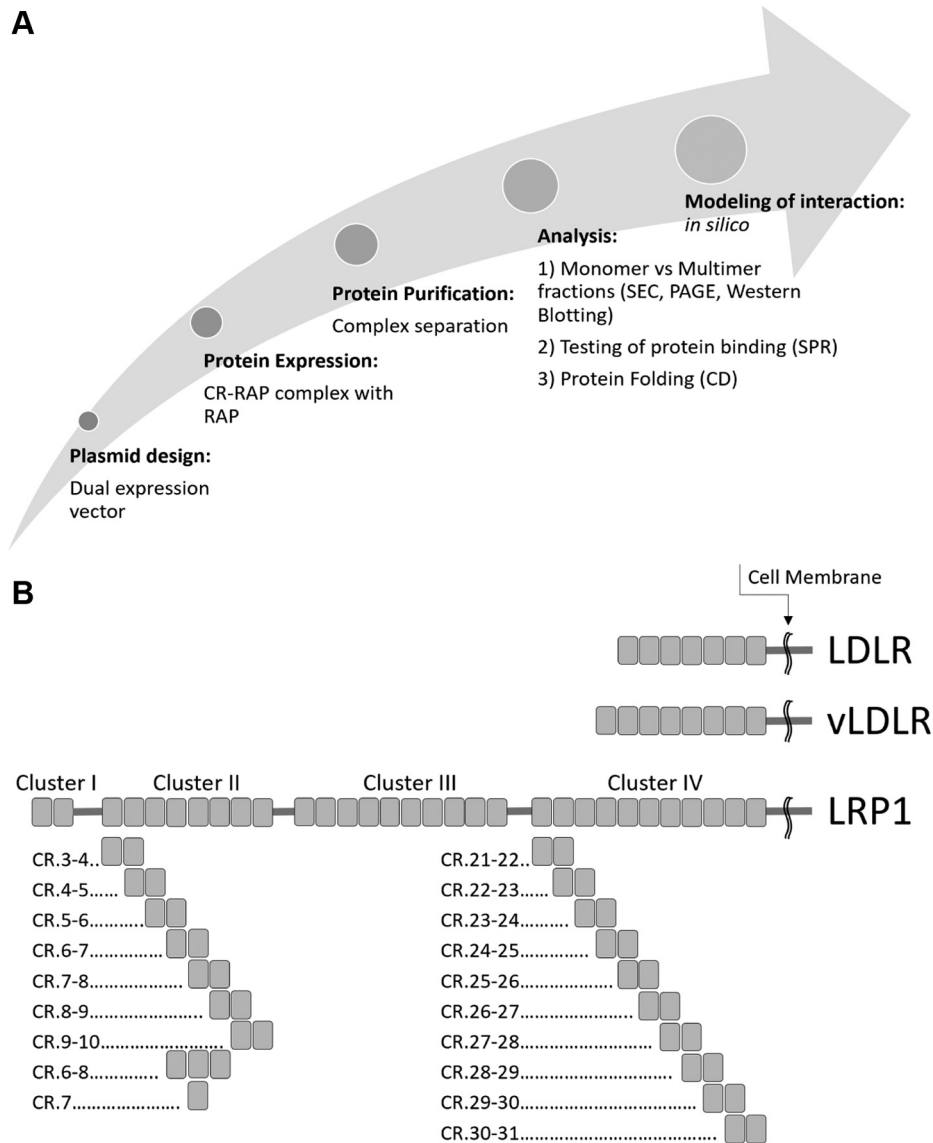 A
Modeling of interaction:
in silico
Analysis:
1) Monomer vs Multimer
fractions (SEC, PAGE, Western
Blotting)
2) Testing of protein binding (SPR)
3) Protein Folding (CD)
Protein Purification:
Complex separation
Protein Expression:
CR-RAP complex with
RAP
Plasmid design:
Dual expression
vector
B
Cell Membrane
LDLR
vLDLR
Cluster I Cluster II Cluster III Cluster IV
LRP1
CR.3-4..
CR.4-5......
CR.5-6..........
CR.6-7..............
CR.7-8..................
CR.8-9......................
CR.9-10.......................
CR.6-8.............
CR.7......................
CR.21-22..
CR.22-23......
CR.23-24..........
CR.24-25..............
CR.25-26..................
CR.26-27.....................
CR.27-28.........................
CR.28-29.............................
CR.29-30.................................
CR.30-31.....................................